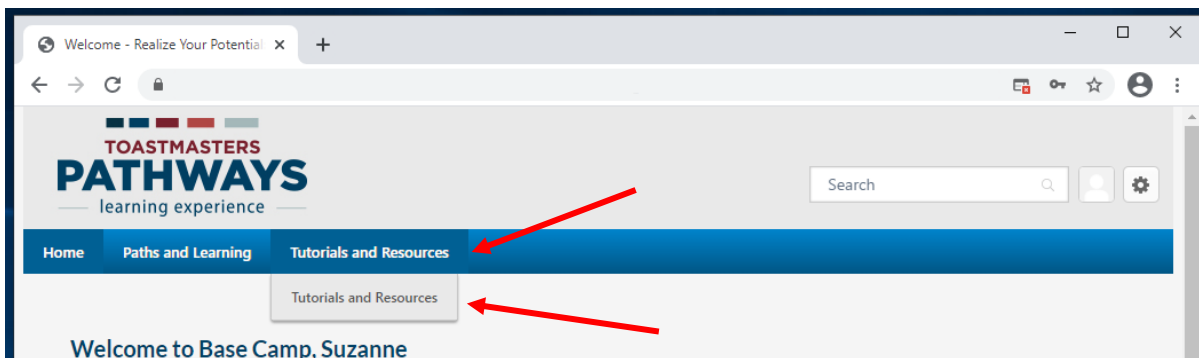 Welcome - Realize Your Potential
TOASTMASTERS
PATHWAYS
learning experience
Search
Home Paths and Learning Tutorials and Resources
Tutorials and Resources
Welcome to Base Camp, Suzanne